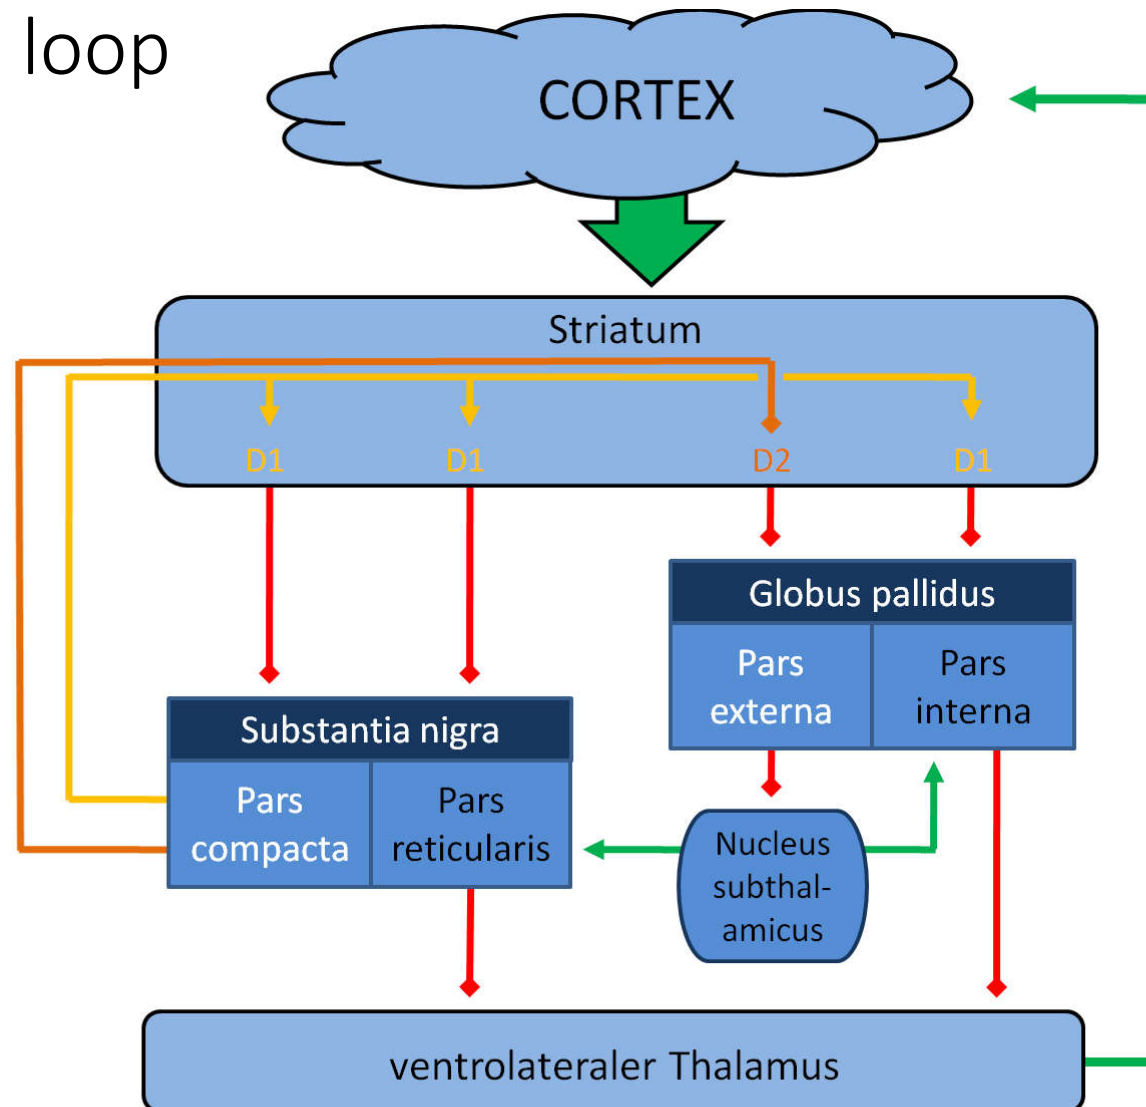 loop
CORTEX
Striatum
D1 D1 D2 D1
Globus pallidus
Pars
externa
Pars
interna
Substantia nigra
Pars
compacta
Pars
reticularis
Nucleus
subthal-
amicus
ventrolateraler Thalamus